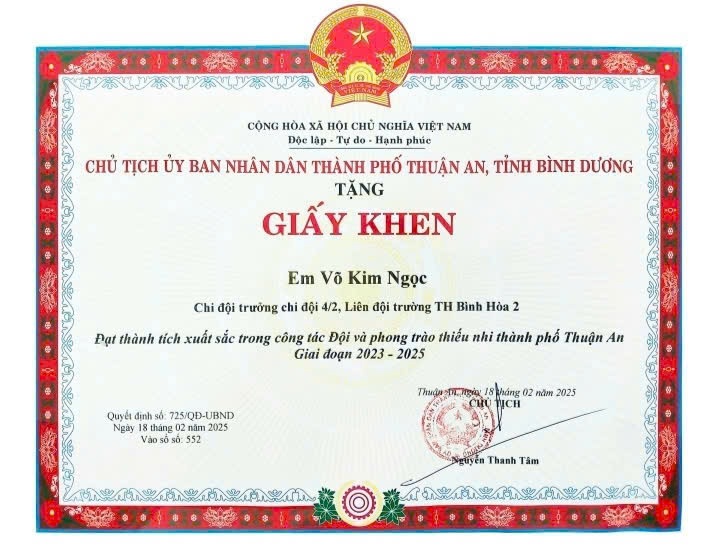 CỘNG HÒA XÃ HỘI CHỦ NGHĨA VIỆT NAM
Độc lập - Tự do - Hạnh phúc
CHỦ TỊCH ỦY BAN NHÂN DÂN THÀNH PHỐ THUẬN AN, TỈNH BÌNH DƯƠNG
TẶNG
GIẤY KHEN
Em Võ Kim Ngọc
Chi đội trưởng chi đội 4/2, Liên đội trường TH Bình Hòa 2
Đạt thành tích xuất sắc trong công tác Đội và phong trào thiếu nhi thành phố Thuận An
Giai đoạn 2023 - 2025
Quyết định số: 725/QĐ-UBND
Ngày 18 tháng 02 năm 2025
Vào sổ số: 552
Thuận An, ngày 18 tháng 02 năm 2025
CHỦ TỊCH
Nguyễn Thanh Tâm